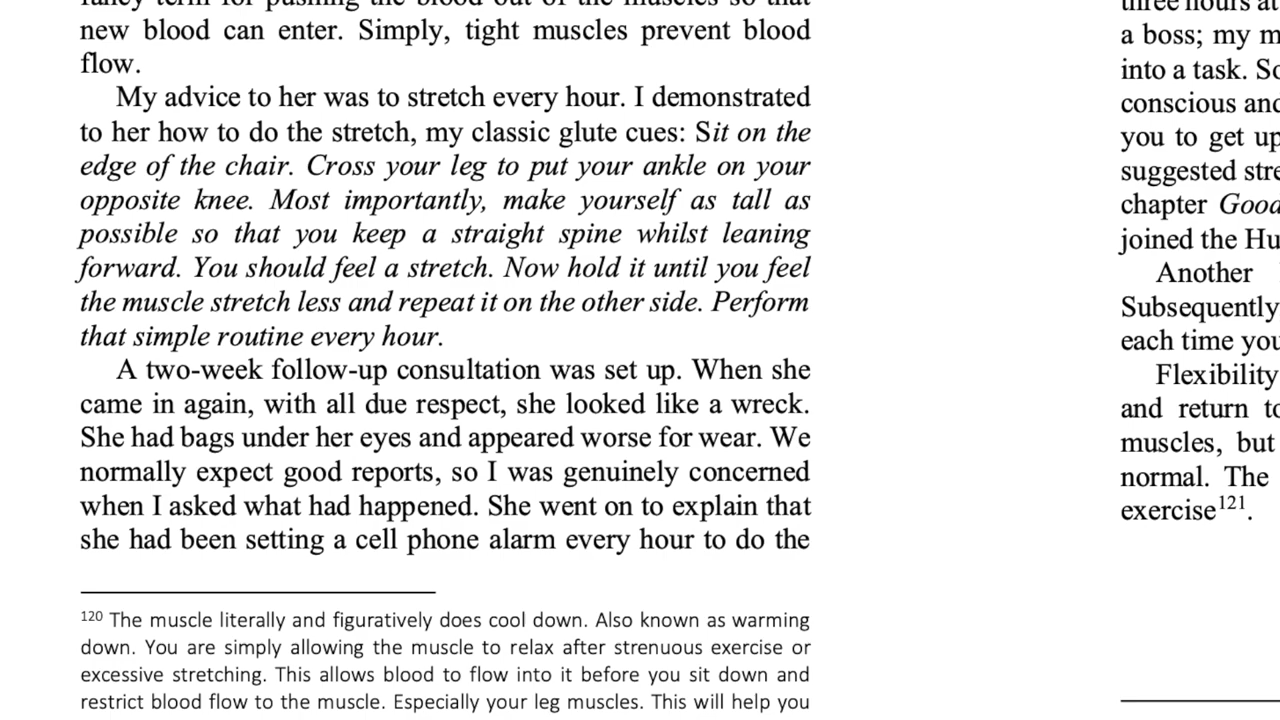 fancy term for pushing the blood out of the muscles so that
new blood can enter. Simply, tight muscles prevent blood
flow.
My advice to her was to stretch every hour. I demonstrated
to her how to do the stretch, my classic glute cues: Sit on the
edge of the chair. Cross your leg to put your ankle on your
opposite knee. Most importantly, make yourself as tall as
possible so that you keep a straight spine whilst leaning
forward. You should feel a stretch. Now hold it until you feel
the muscle stretch less and repeat it on the other side. Perform
that simple routine every hour.
A two-week follow-up consultation was set up. When she
came in again, with all due respect, she looked like a wreck.
She had bags under her eyes and appeared worse for wear. We
normally expect good reports, so I was genuinely concerned
when I asked what had happened. She went on to explain that
she had been setting a cell phone alarm every hour to do the
120 The muscle literally and figuratively does cool down. Also known as warming
down. You are simply allowing the muscle to relax after strenuous exercise or
excessive stretching. This allows blood to flow into it before you sit down and
restrict blood flow to the muscle. Especially your leg muscles. This will help you
three hours at
a boss; my m
into a task. So
conscious and
you to get up
suggested stre
chapter Good
joined the Hu
Another
Subsequently
each time you
Flexibility
and return to
muscles, but
normal. The
exercise121.